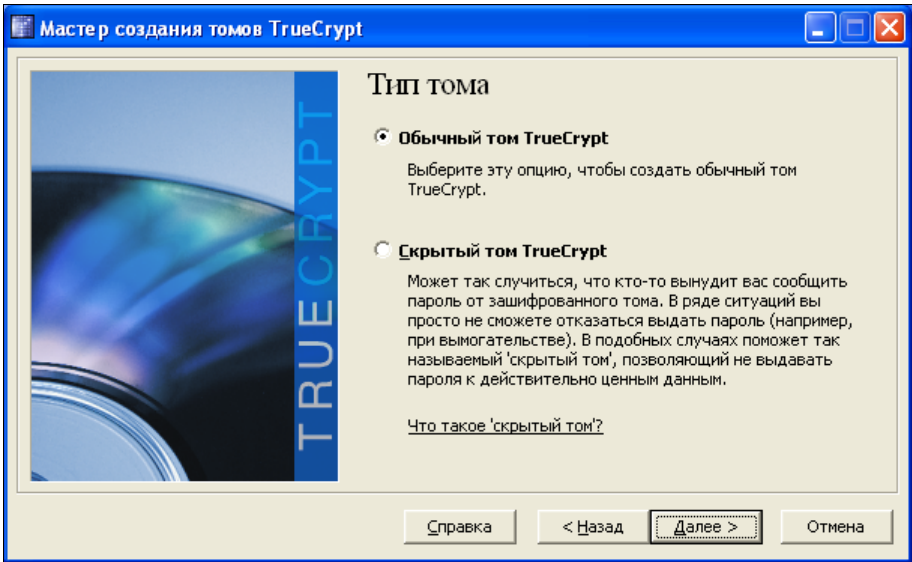 Мастер создания томов TrueCrypt
TRUECRYPT
Тип тома
Обычный том TrueCrypt
Выберите эту опцию, чтобы создать обычный том
TrueCrypt.
Скрытый том TrueCrypt
Может так случиться, что кто-то вынудит вас сообщить
пароль от зашифрованного тома. В ряде ситуаций вы
просто не сможете отказаться выдать пароль (например,
при вымогательстве). В подобных случаях поможет так
называемый 'скрытый том', позволяющий не выдавать
пароля к действительно ценным данным.
Что такое 'скрытый том'?
Справка
< Назад
Далее >
Отмена